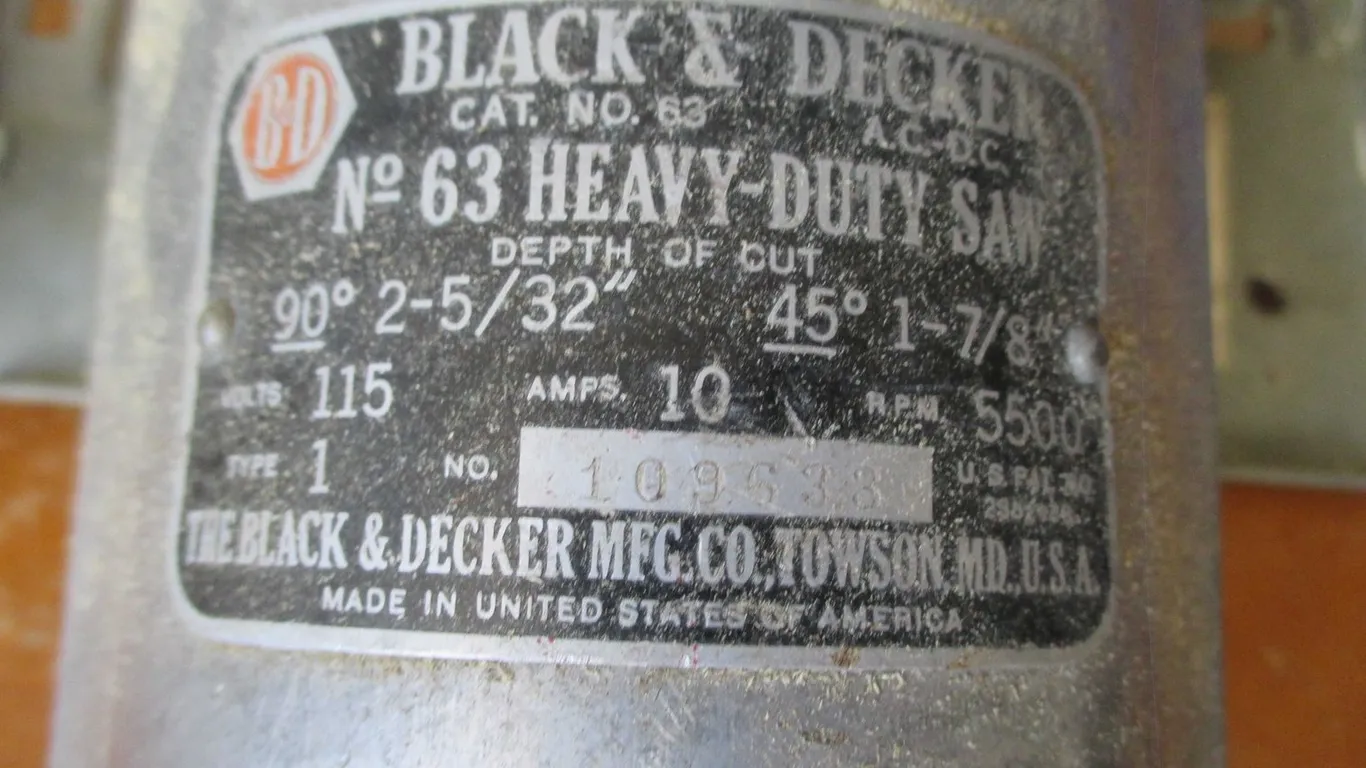 B&D
BLACK & DECKER
CAT. NO. 63
A.C.-D.C.
Nº 63 HEAVY-DUTY SAW
DEPTH OF CUT
90° 2-5/32" 45° 1-7/8"
VOLTS 115 AMPS. 10 R.P.M. 5500
TYPE 1 NO. 109633
U.S. PAT. NO.
THE BLACK & DECKER MFG. CO., TOWSON, MD., U.S.A.
MADE IN UNITED STATES OF AMERICA